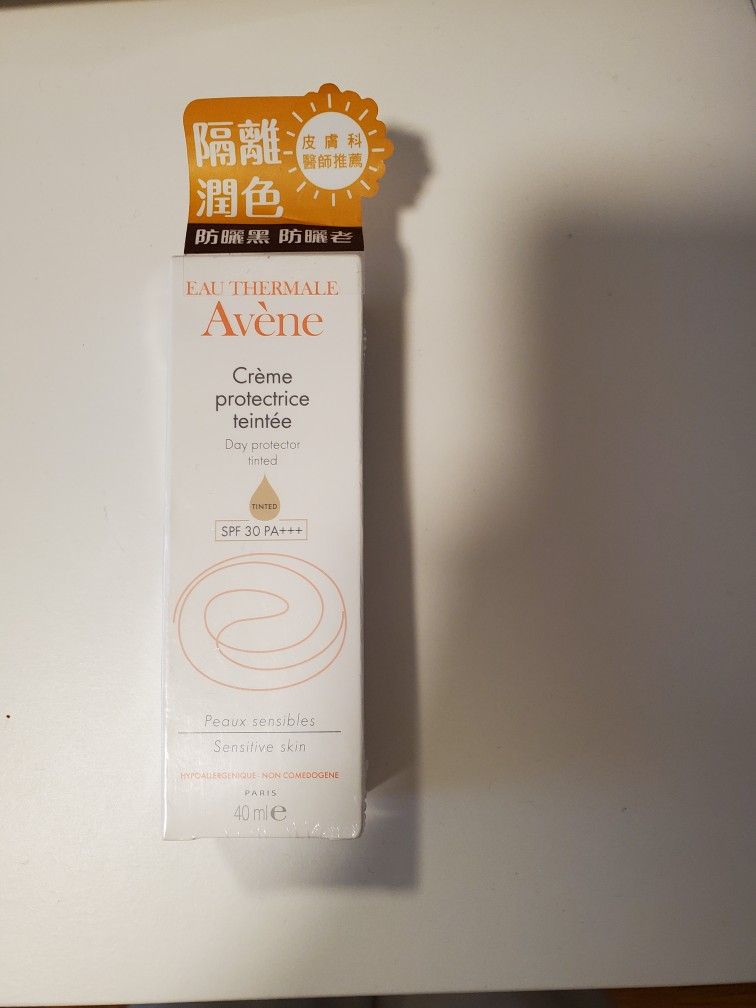 隔離
潤色
皮膚科
醫師推薦
防曬黑 防曬老
EAU THERMALE
Avène
Crème
protectrice
teintée
Day protector
tinted
TINTED
SPF 30 PA+++
Peaux sensibles
Sensitive skin
HYPOALLERGENIQUE - NON COMEDOGENE
PARIS
40 ml e